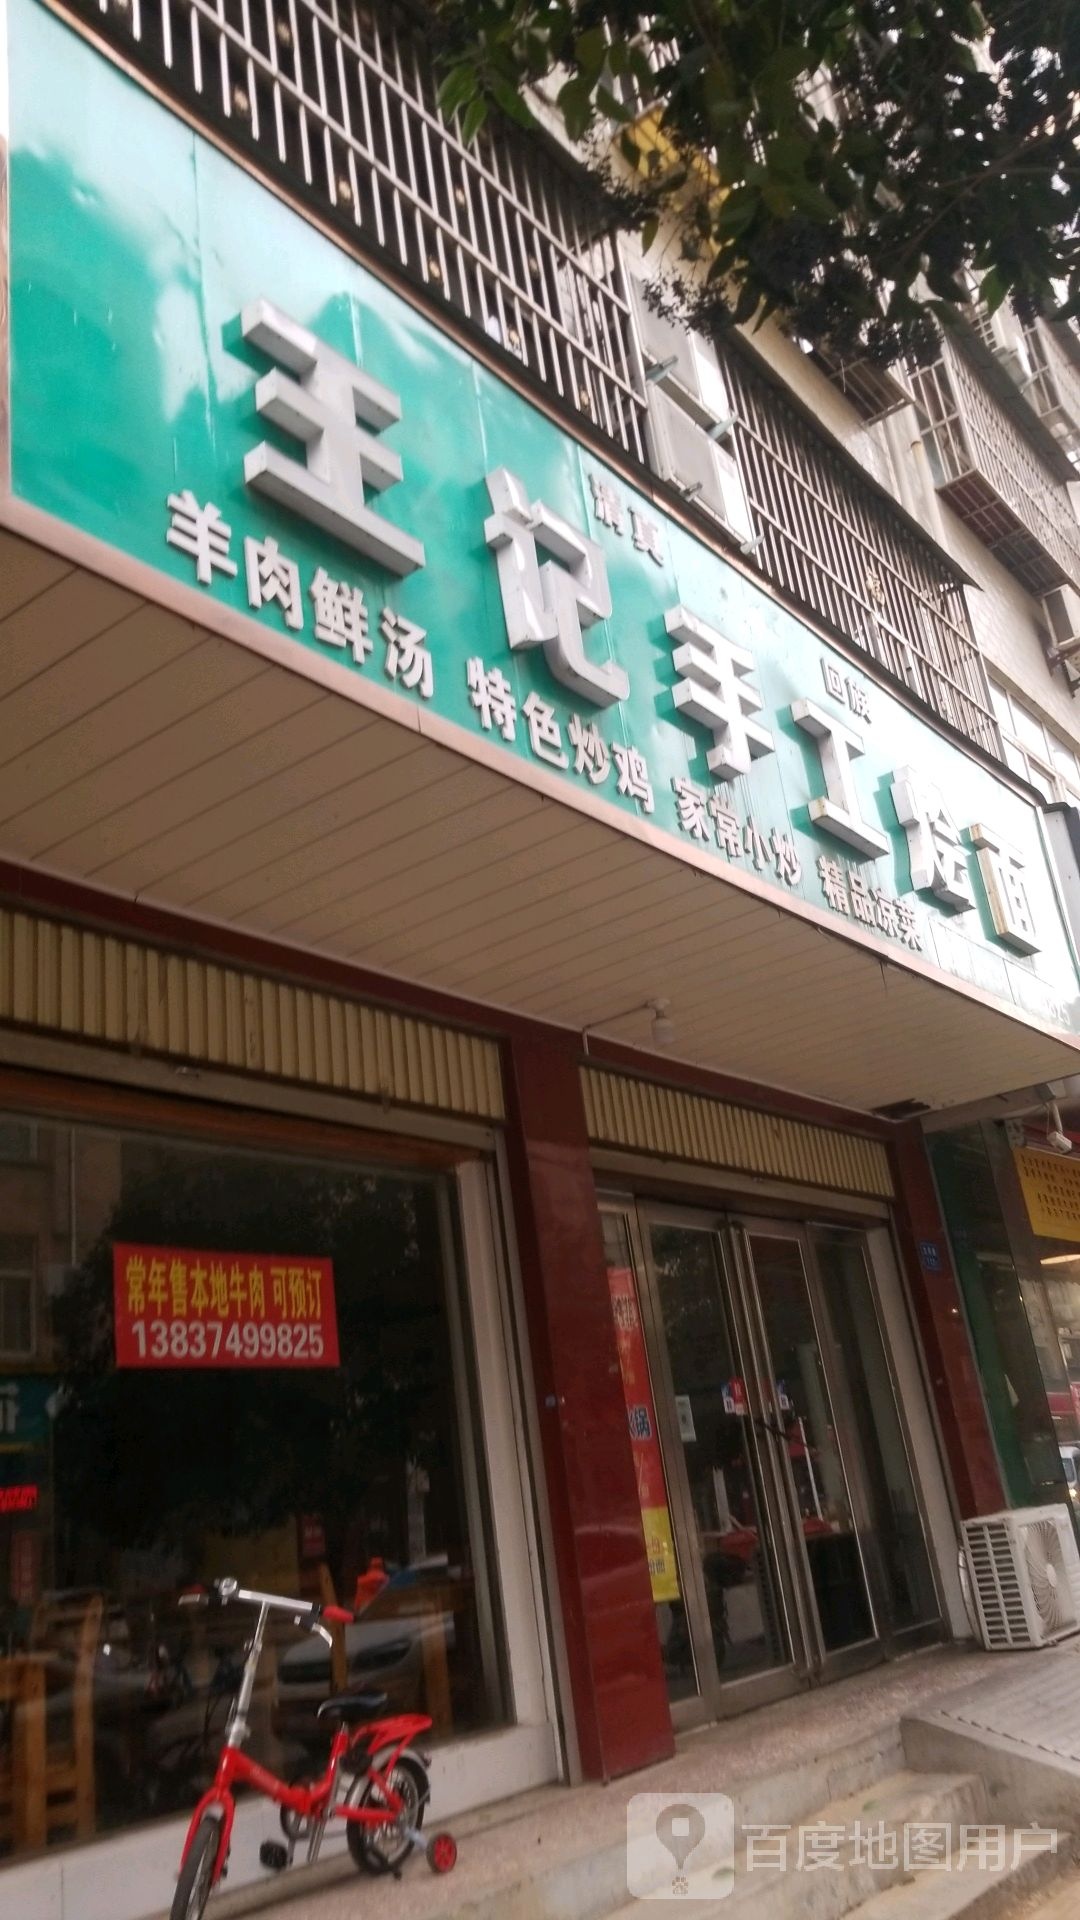 清真 回族
王记手工烩面
羊肉鲜汤 特色炒鸡 家常小炒 精品凉菜
常年售本地牛肉 可预订
13837499825
火锅
百度地图用户